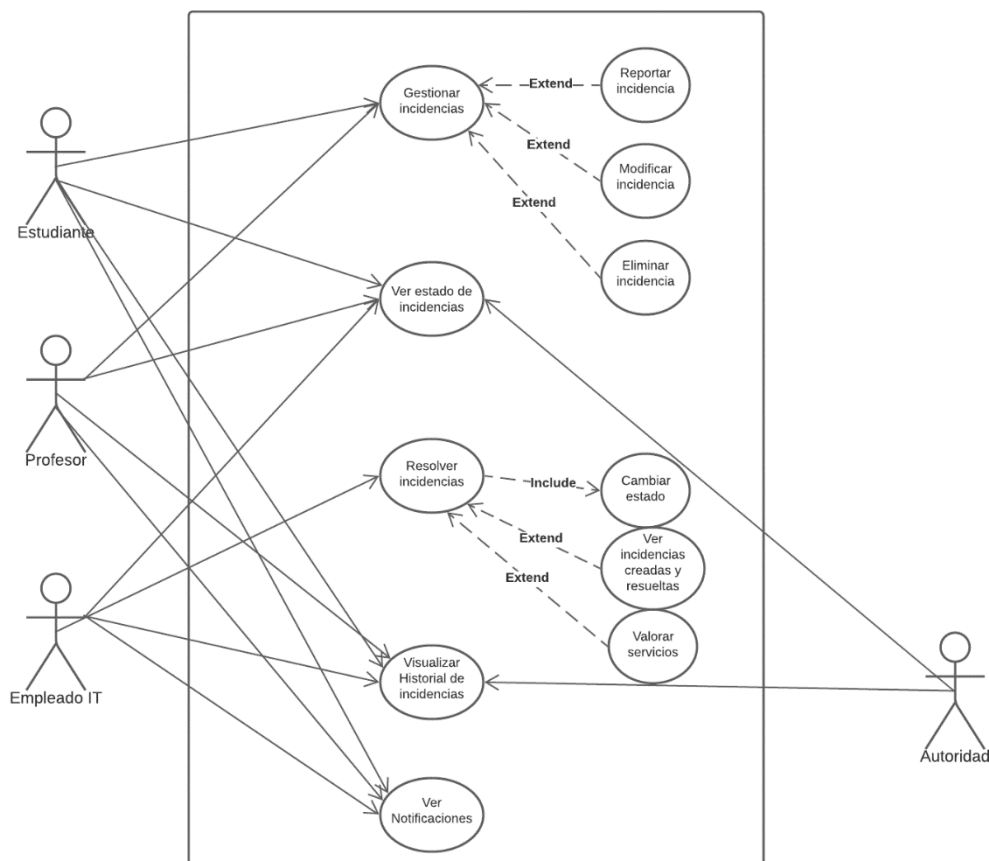 Reportar
incidencia
Extend
Gestionar
incidencias
Extend
Modificar
incidencia
Extend
Estudiante
Eliminar
incidencia
Ver estado de
incidencias
Profesor
Resolver
incidencias
Include
Cambiar
estado
Extend
Ver
incidencias
creadas y
resueltas
Extend
Valorar
servicios
Visualizar
Historial de
incidencias
Empleado IT
Autoridad
Ver
Notificaciones